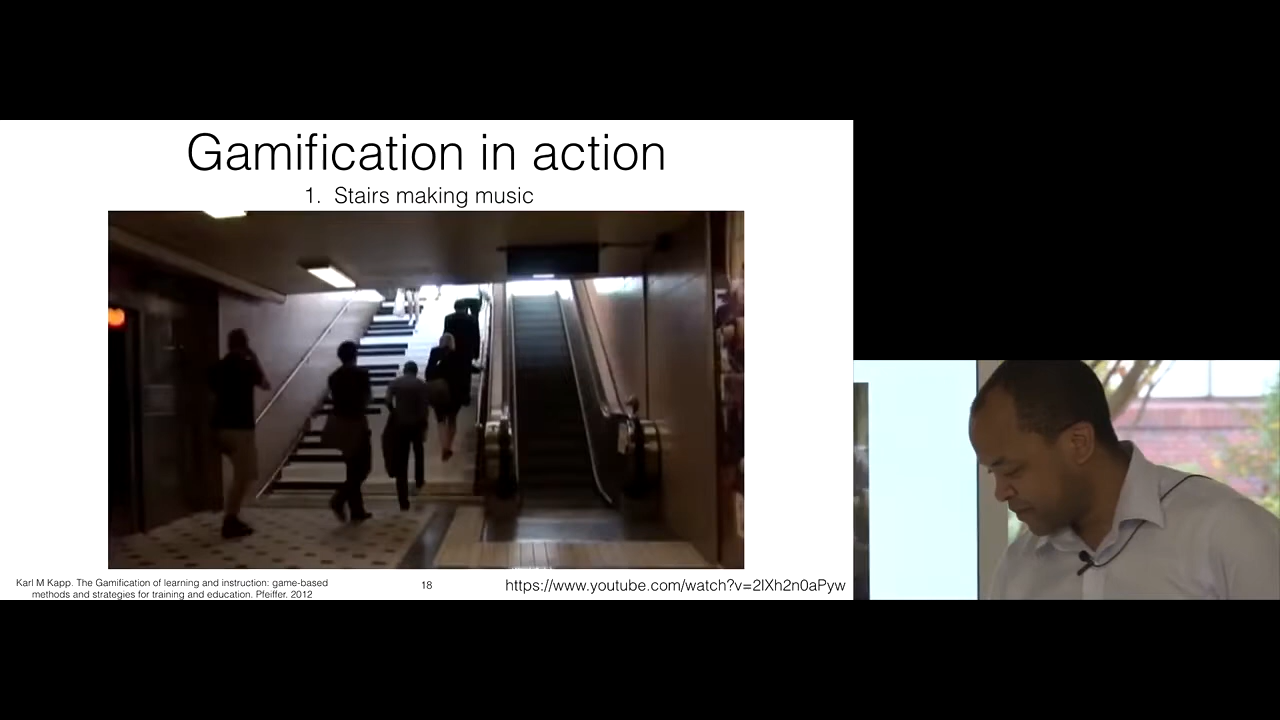 Gamification in action
1. Stairs making music
Karl M Kapp. The Gamification of learning and instruction: game-based
methods and strategies for training and education. Pfeiffer. 2012
18
https://www.youtube.com/watch?v=2lXh2n0aPyw